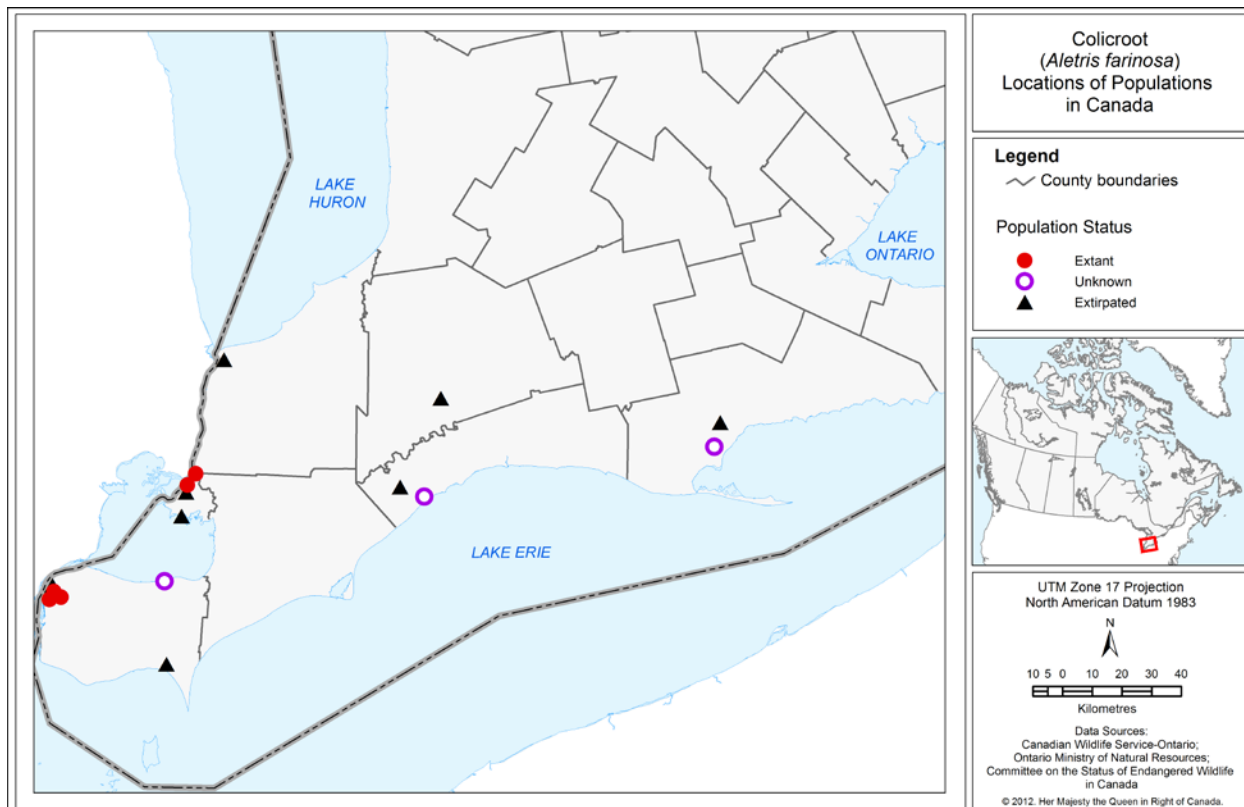 Colicroot
(Aletris farinosa)
Locations of Populations
in Canada
Legend
County boundaries
Population Status
Extant
Unknown
Extirpated
LAKE
HURON
LAKE
ONTARIO
LAKE ERIE
UTM Zone 17 Projection
North American Datum 1983
N
10 5 0 10 20 30 40
Kilometres
Data Sources:
Canadian Wildlife Service-Ontario;
Ontario Ministry of Natural Resources;
Committee on the Status of Endangered Wildlife
in Canada
© 2012. Her Majesty the Queen in Right of Canada.